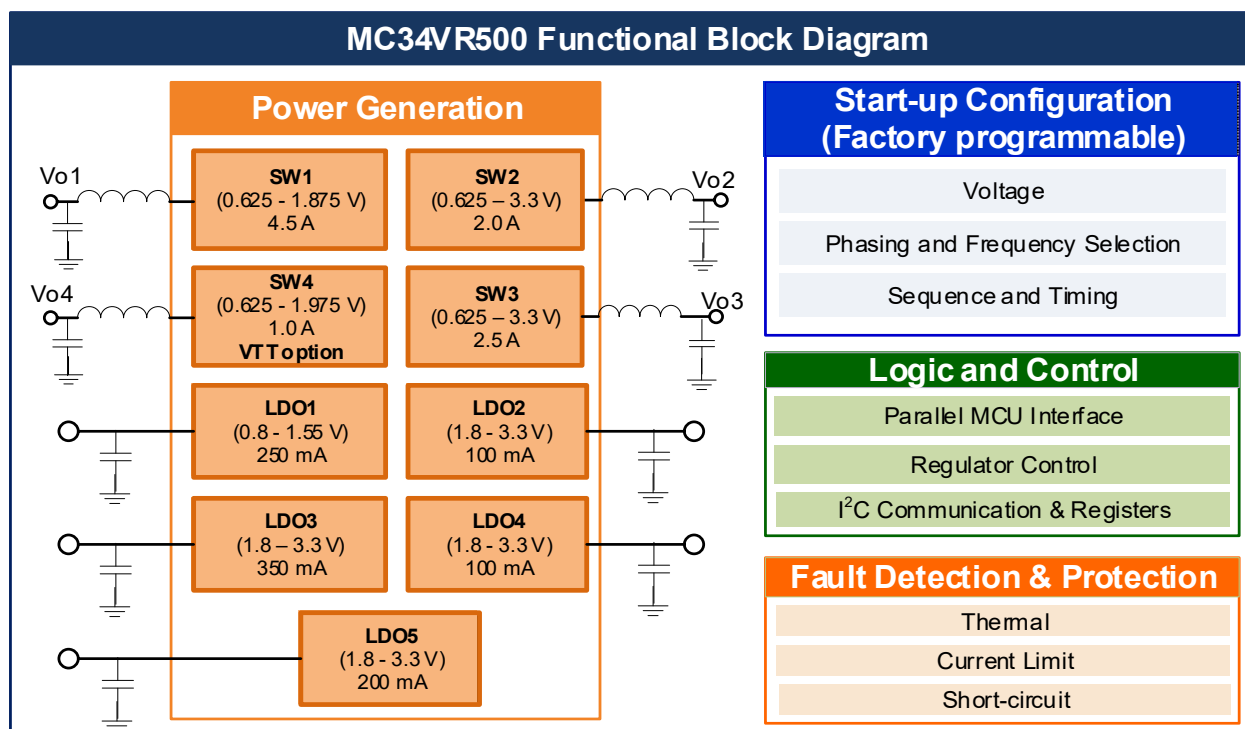 MC34VR500 Functional Block Diagram
Power Generation
Vo1
SW1
(0.625 - 1.875 V)
4.5 A
SW2
(0.625 – 3.3 V)
2.0 A
Vo2
Vo4
SW4
(0.625 - 1.975 V)
1.0 A
VTT option
SW3
(0.625 – 3.3 V)
2.5 A
Vo3
LDO1
(0.8 - 1.55 V)
250 mA
LDO2
(1.8 - 3.3 V)
100 mA
LDO3
(1.8 – 3.3 V)
350 mA
LDO4
(1.8 - 3.3 V)
100 mA
LDO5
(1.8 - 3.3 V)
200 mA
Start-up Configuration
(Factory programmable)
Voltage
Phasing and Frequency Selection
Sequence and Timing
Logic and Control
Parallel MCU Interface
Regulator Control
I²C Communication & Registers
Fault Detection & Protection
Thermal
Current Limit
Short-circuit